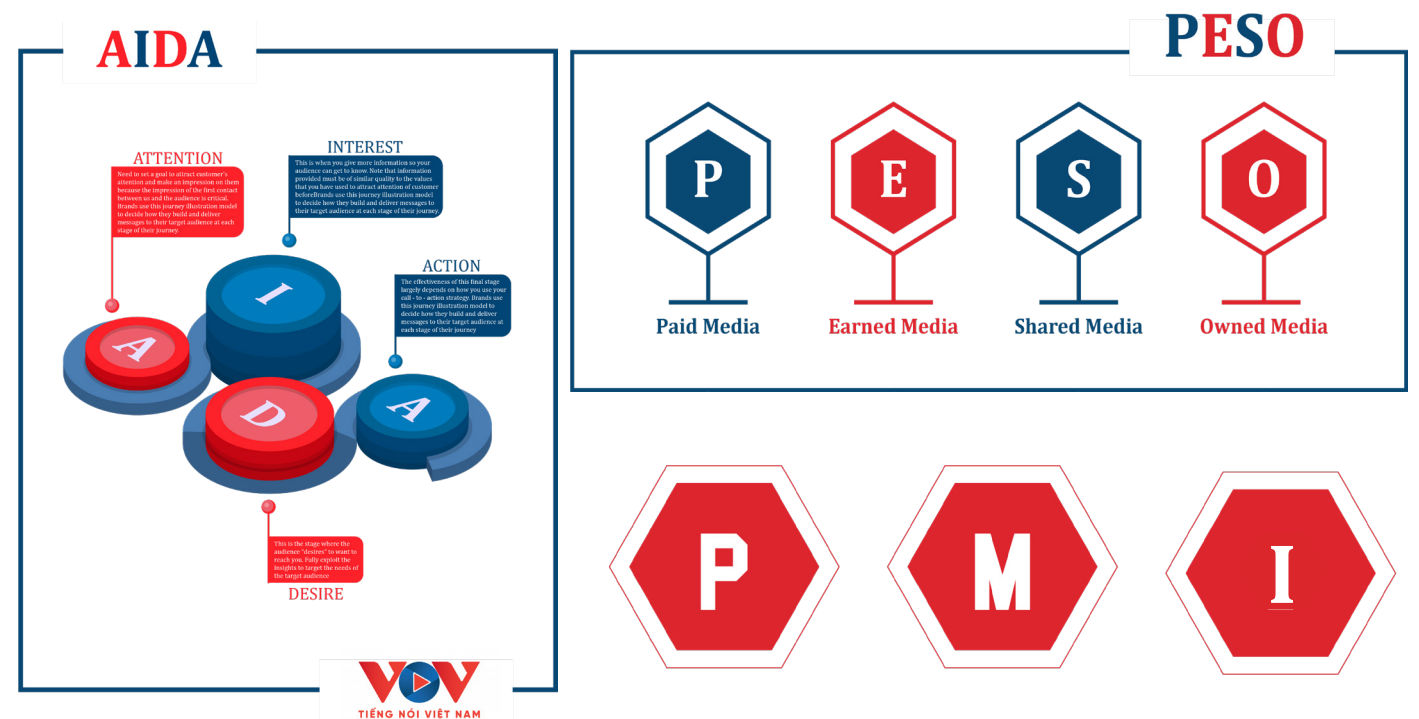 AIDA
ATTENTION
Need to set a goal to attract customer's
attention and make an impression on them
because the impression of the first contact
between us and the audience is critical.
Brands use this journey illustration model
to decide how they build and deliver
messages to their target audience at each
stage of their journey.
INTEREST
This is when you give more information so your
audience can get to know. Note that information
provided must be of similar quality to the values
that you have used to attract attention of customer
beforeBrands use this journey illustration model
to decide how they build and deliver messages to
their target audience at each stage of their journey.
ACTION
The effectiveness of this final stage
largely depends on how you use your
call - to - action strategy. Brands use
this journey illustration model to
decide how they build and deliver
messages to their target audience at
each stage of their journey
A
I
D
A
This is the stage where the
audience "desires" to want to
reach you. Fully exploit the
insights to target the needs of
the target audience
DESIRE
VOV
TIẾNG NÓI VIỆT NAM
PESO
P
E
S
O
Paid Media
Earned Media
Shared Media
Owned Media
P
M
I